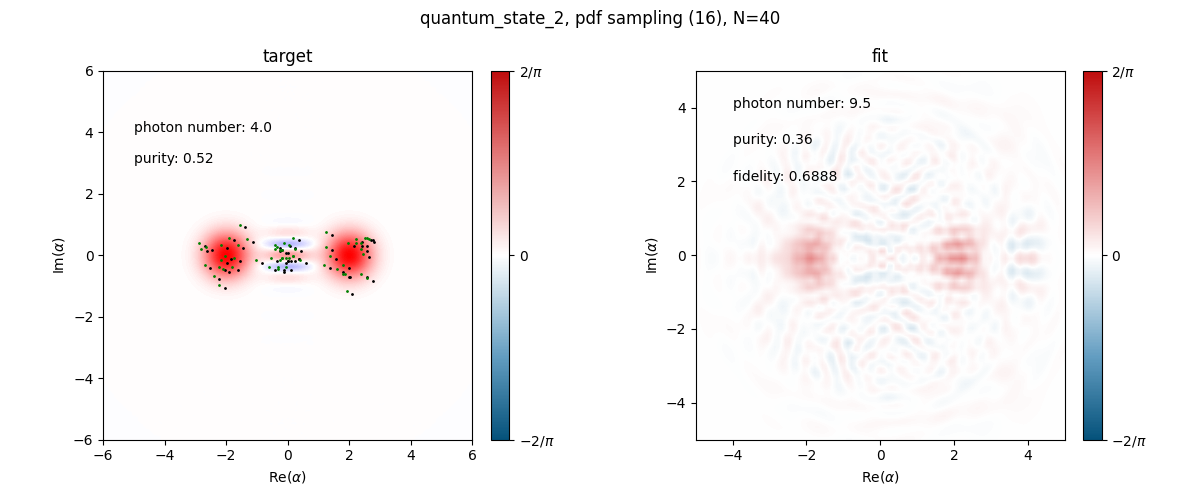 quantum_state_2, pdf sampling (16), N=40
target
6
4
2
0
−2
−4
−6
−6
−4
−2
0
2
4
6
Im(α)
Re(α)
photon number: 4.0
purity: 0.52
2/π
0
−2/π
fit
4
2
0
−2
−4
−4
−2
0
2
4
Im(α)
Re(α)
photon number: 9.5
purity: 0.36
fidelity: 0.6888
2/π
0
−2/π